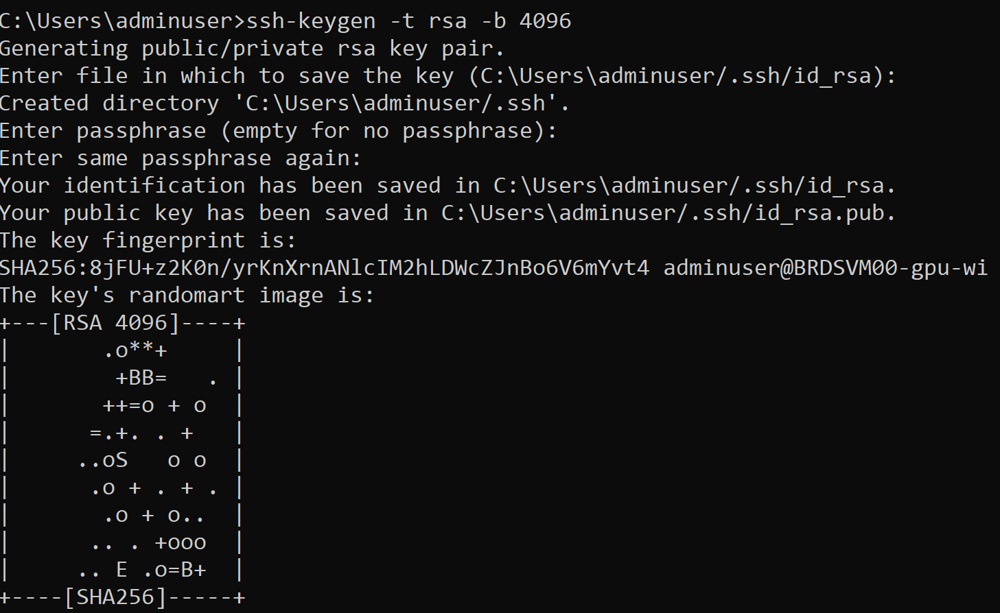 C:\Users\adminuser>ssh-keygen -t rsa -b 4096
Generating public/private rsa key pair.
Enter file in which to save the key (C:\Users\adminuser/.ssh/id_rsa):
Created directory 'C:\Users\adminuser/.ssh'.
Enter passphrase (empty for no passphrase):
Enter same passphrase again:
Your identification has been saved in C:\Users\adminuser/.ssh/id_rsa.
Your public key has been saved in C:\Users\adminuser/.ssh/id_rsa.pub.
The key fingerprint is:
SHA256:8jFU+z2K0n/yrKnXrnANlcIM2hLDWcZJnBo6V6mYvt4 adminuser@BRDSVM00-gpu-wi
The key's randomart image is:
+---[RSA 4096]----+
|       .o**+     |
|        +BB=   . |
|       ++=o + o  |
|      =.+. . +   |
|     ..oS   o o  |
|      .o + . + . |
|       .o + o..  |
|      .. . +ooo  |
|     .. E .o=B+  |
+----[SHA256]-----+